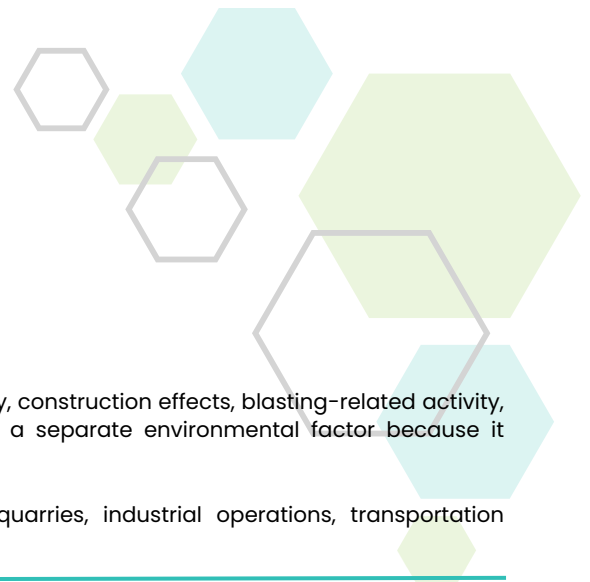 , construction effects, blasting-related activity,
a separate environmental factor because it
quarries, industrial operations, transportation